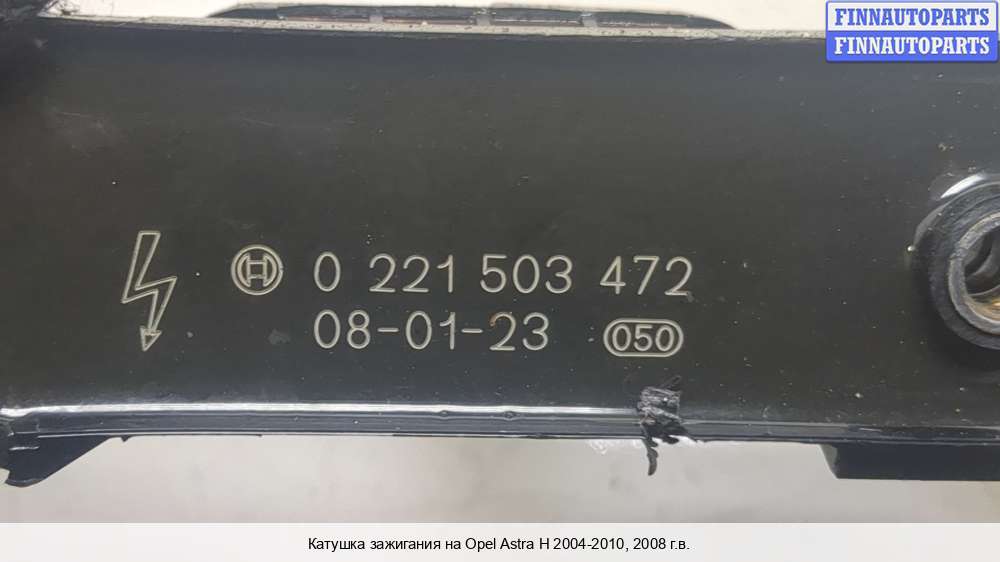 FINNAUTOPARTS
FINNAUTOPARTS
0 221 503 472
08-01-23 050
Катушка зажигания на Opel Astra H 2004-2010, 2008 г.в.